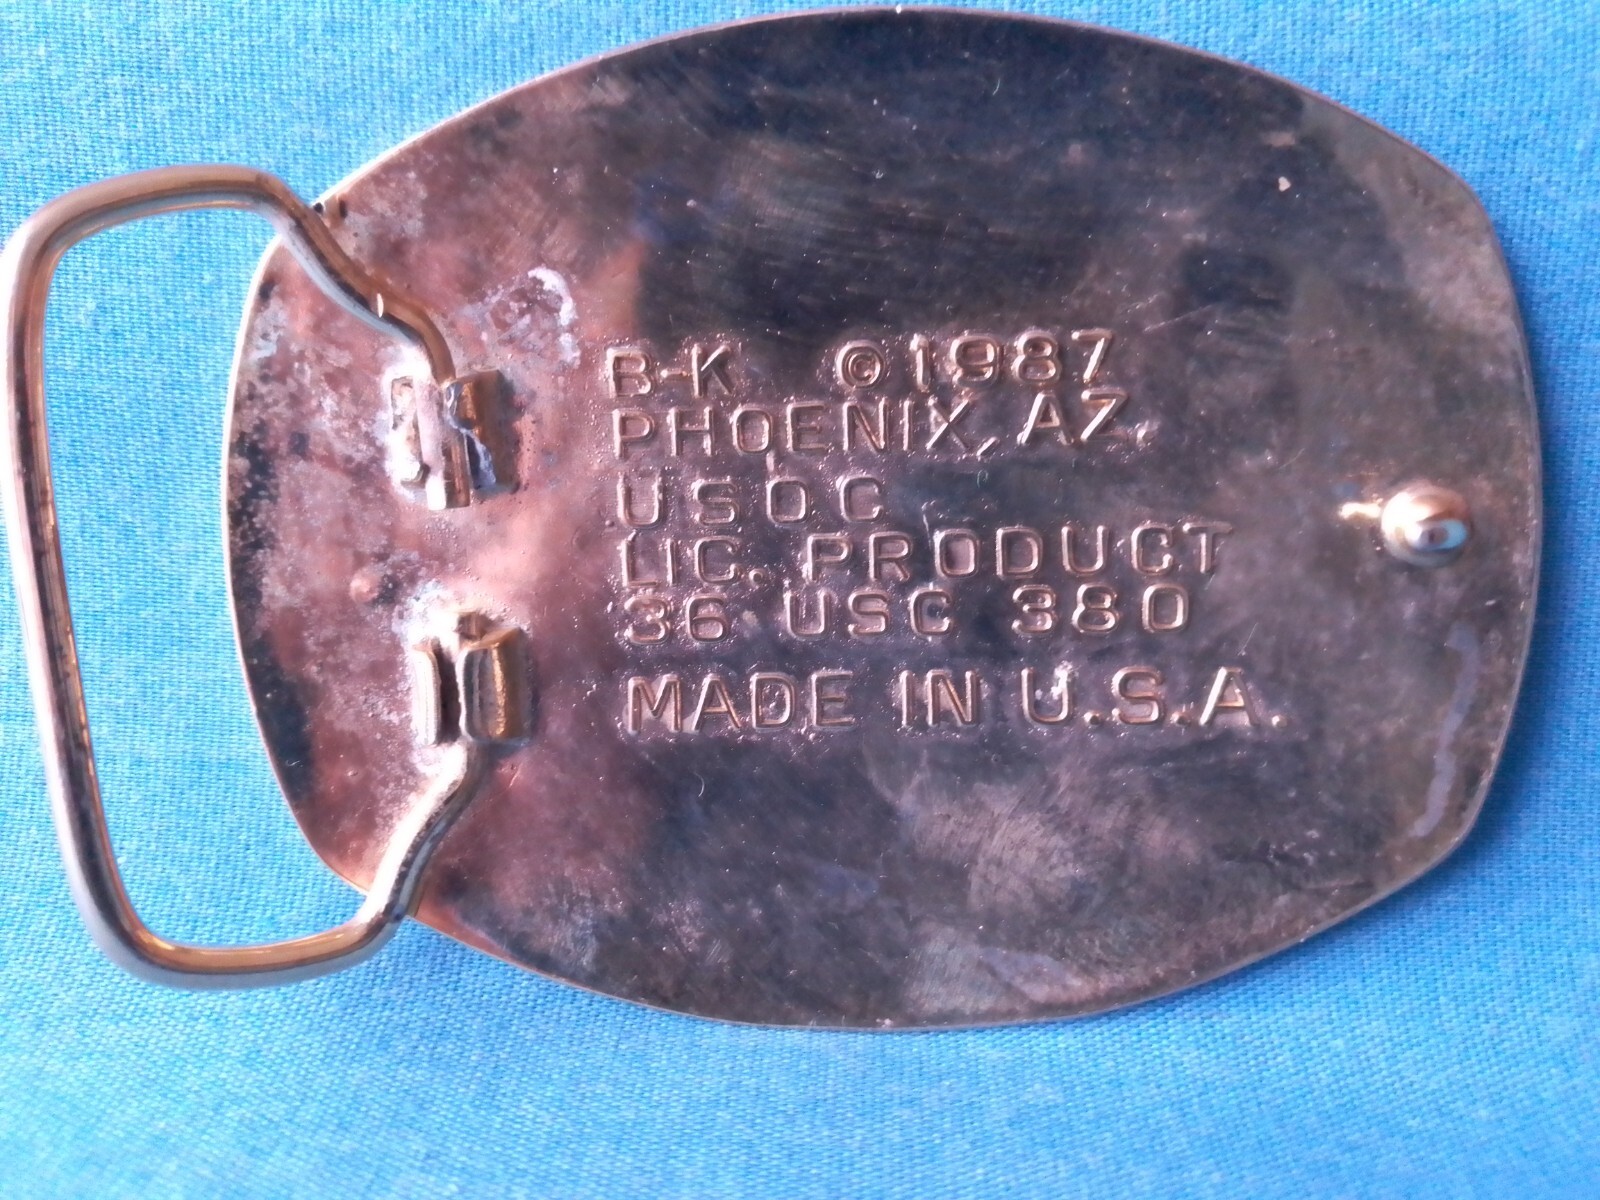 B-K ©1987
PHOENIX, AZ.
USOC
LIC. PRODUCT
36 USC 380
MADE IN U.S.A.